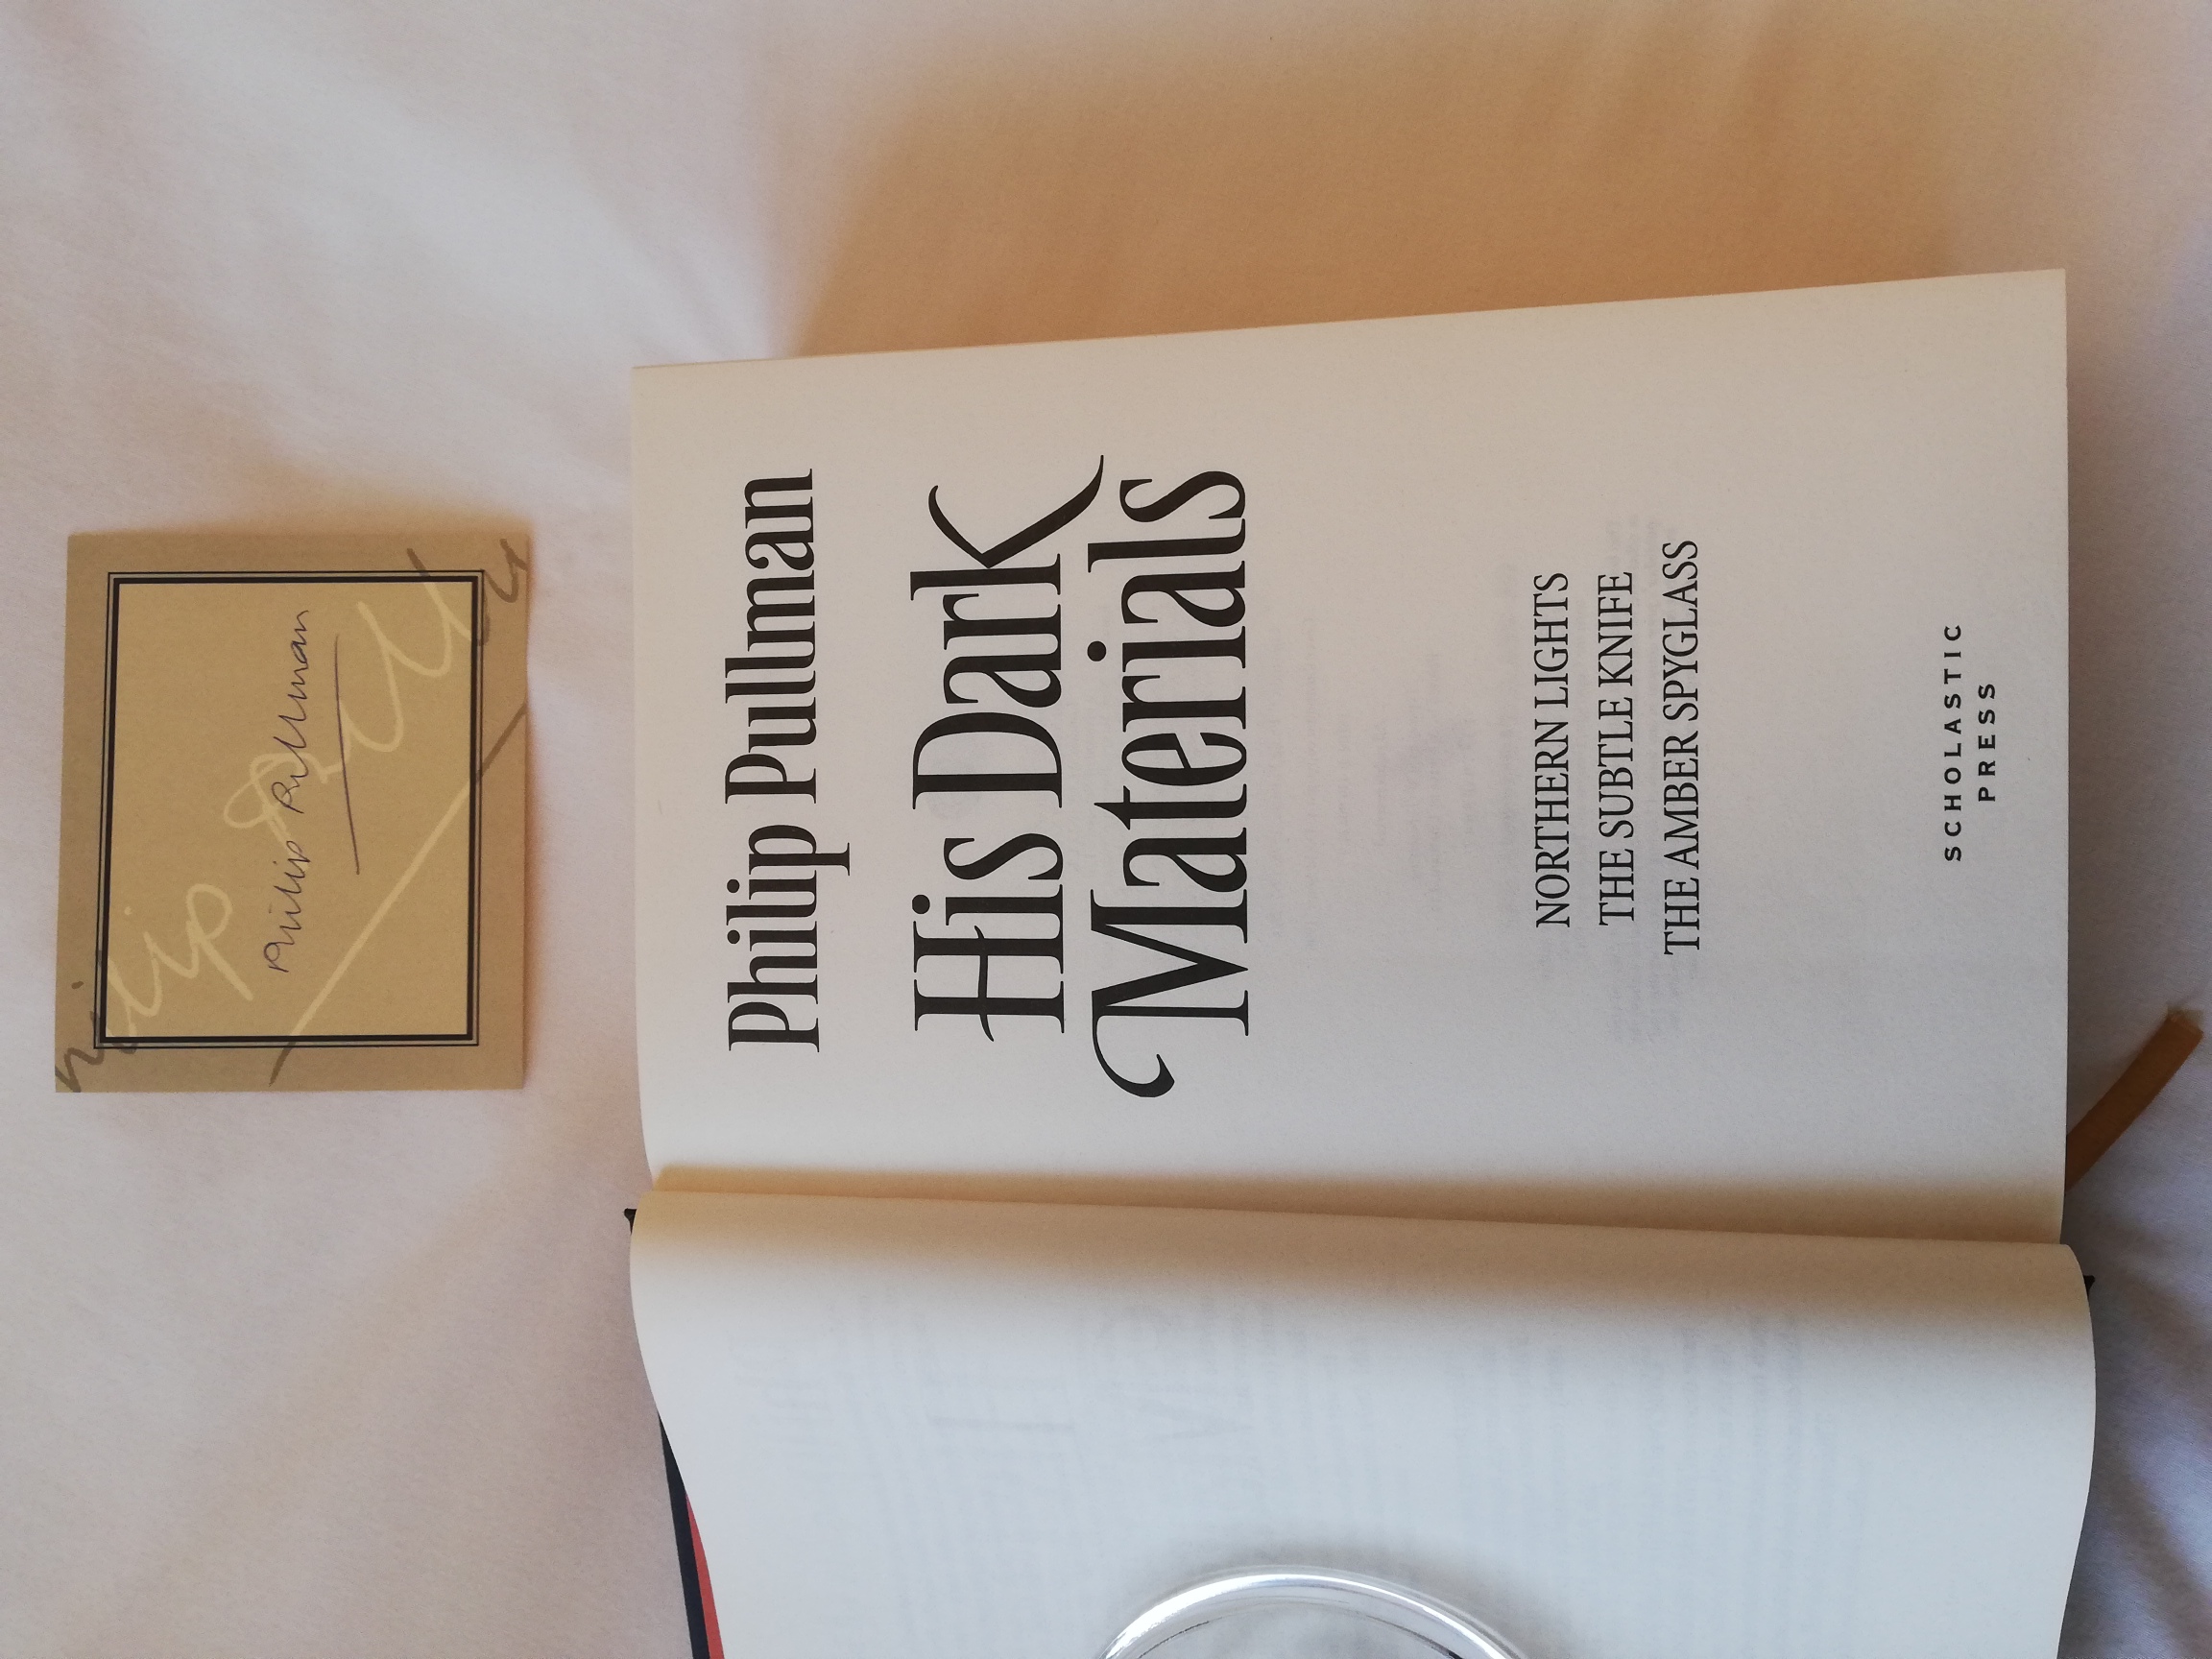 Philip Pullman
Philip Pullman
His Dark
Materials
NORTHERN LIGHTS
THE SUBTLE KNIFE
THE AMBER SPYGLASS
SCHOLASTIC
PRESS